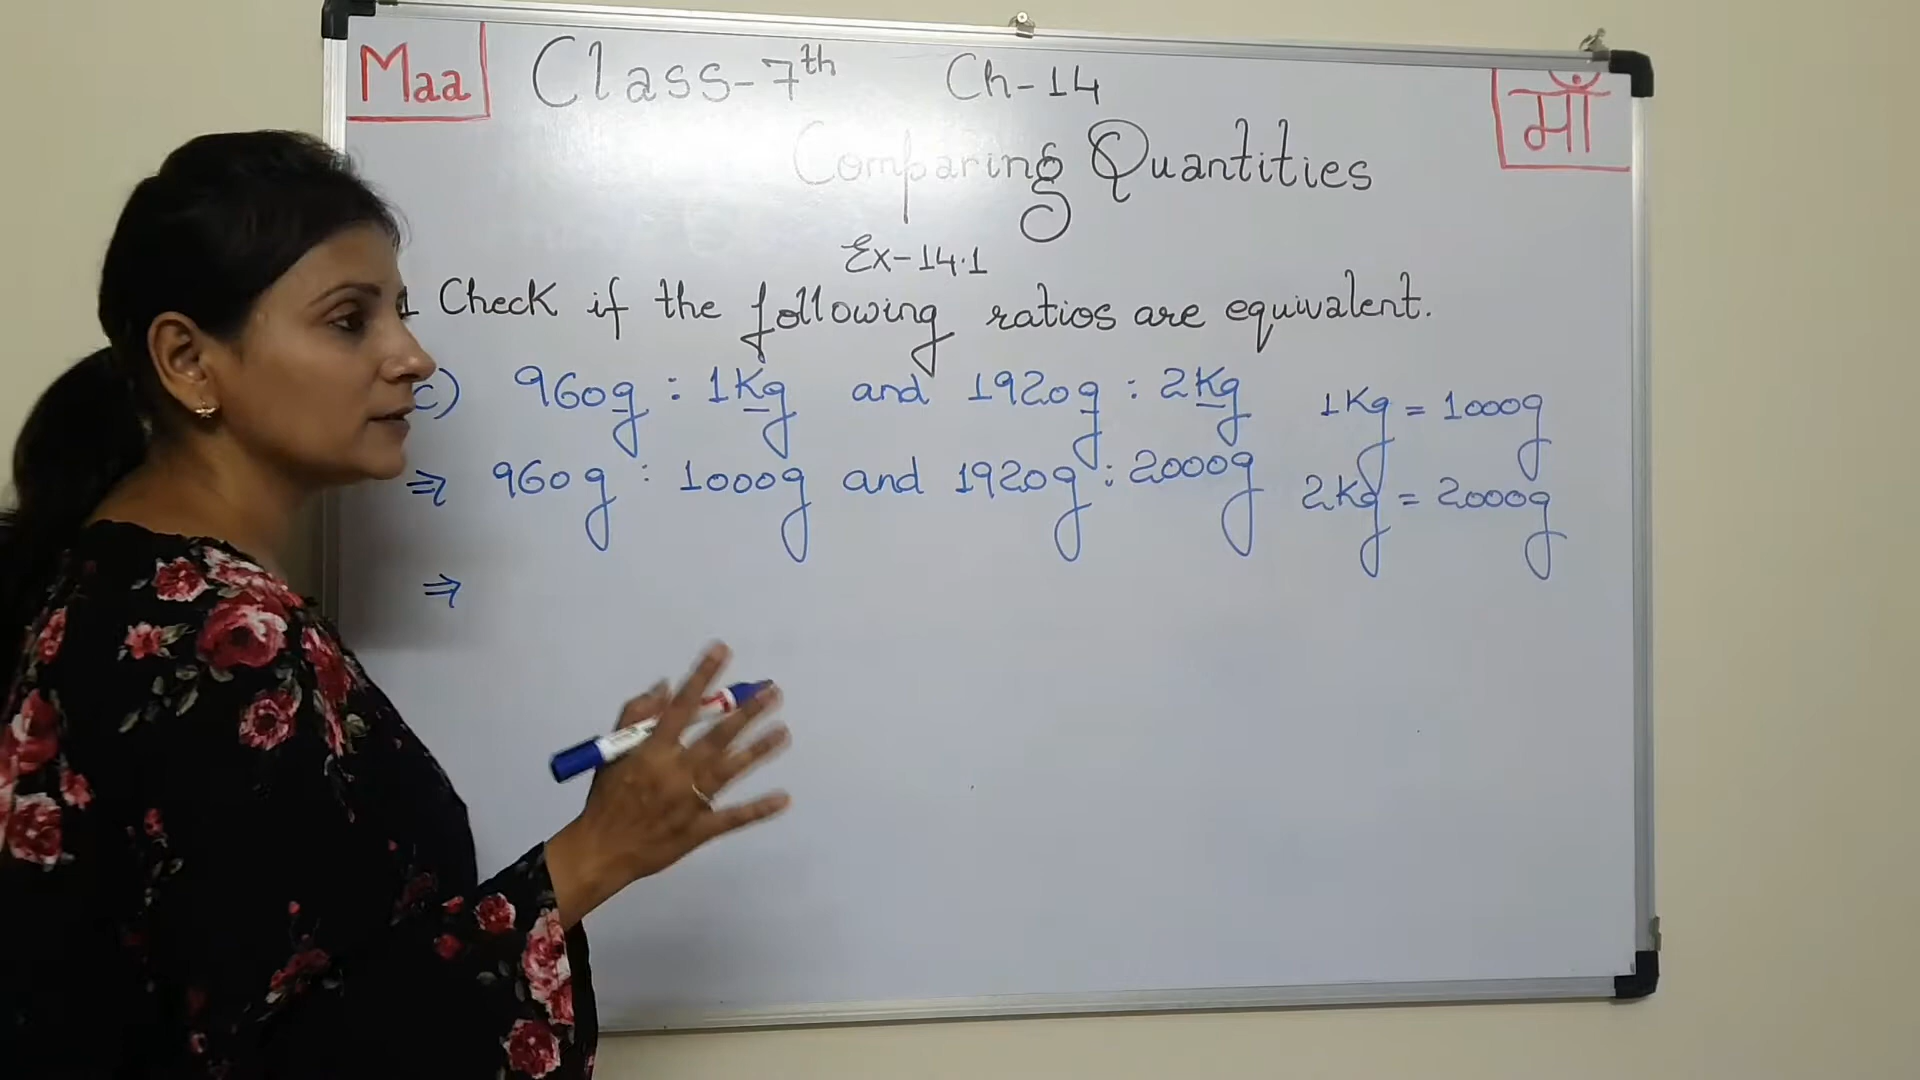 Maa Class-7th Ch-14 माँ
Comparing Quantities
Ex-14.1
1 Check if the following ratios are equivalent.
c) 960g : 1Kg and 1920g : 2Kg 1Kg = 1000g
⇒ 960g : 1000g and 1920g : 2000g 2Kg = 2000g
⇒